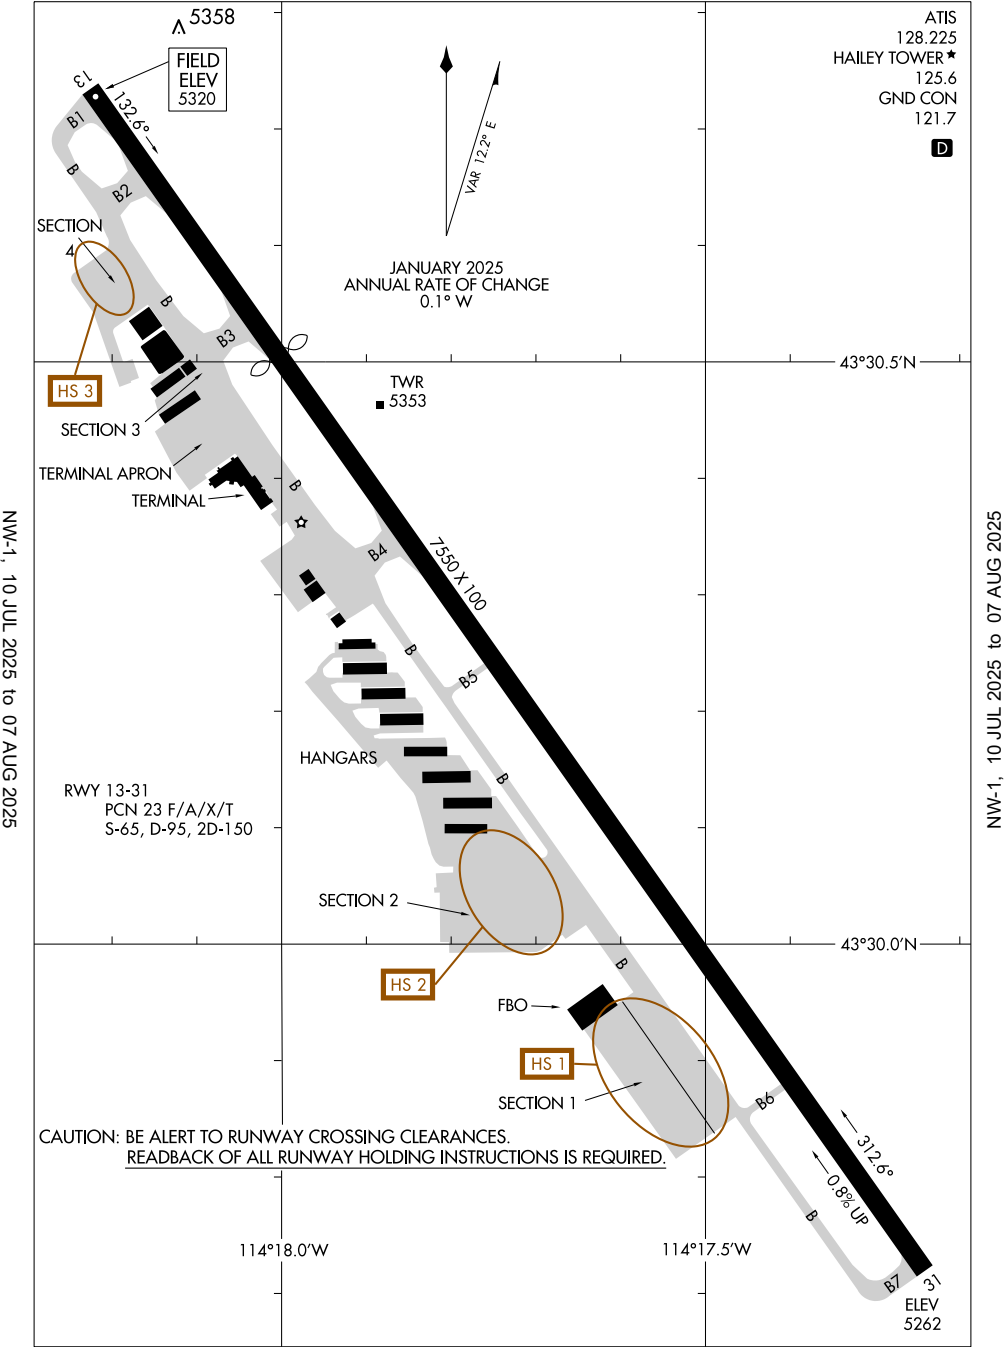 5358
FIELD
ELEV
5320
ATIS
128.225
HAILEY TOWER★
125.6
GND CON
121.7
D
13
132.6°
B1
B
B2
VAR 12.2° E
SECTION
4
JANUARY 2025
ANNUAL RATE OF CHANGE
0.1° W
B
B3
43°30.5'N
HS 3
TWR
5353
SECTION 3
TERMINAL APRON
TERMINAL
B
B4
7550 X 100
B
B5
HANGARS
B
RWY 13-31
PCN 23 F/A/X/T
S-65, D-95, 2D-150
SECTION 2
43°30.0'N
B
HS 2
FBO
HS 1
SECTION 1
B6
CAUTION: BE ALERT TO RUNWAY CROSSING CLEARANCES.
READBACK OF ALL RUNWAY HOLDING INSTRUCTIONS IS REQUIRED.
312.6°
0.8% UP
B
114°18.0'W
114°17.5'W
B7
31
ELEV
5262
NW-1, 10 JUL 2025 to 07 AUG 2025
NW-1, 10 JUL 2025 to 07 AUG 2025